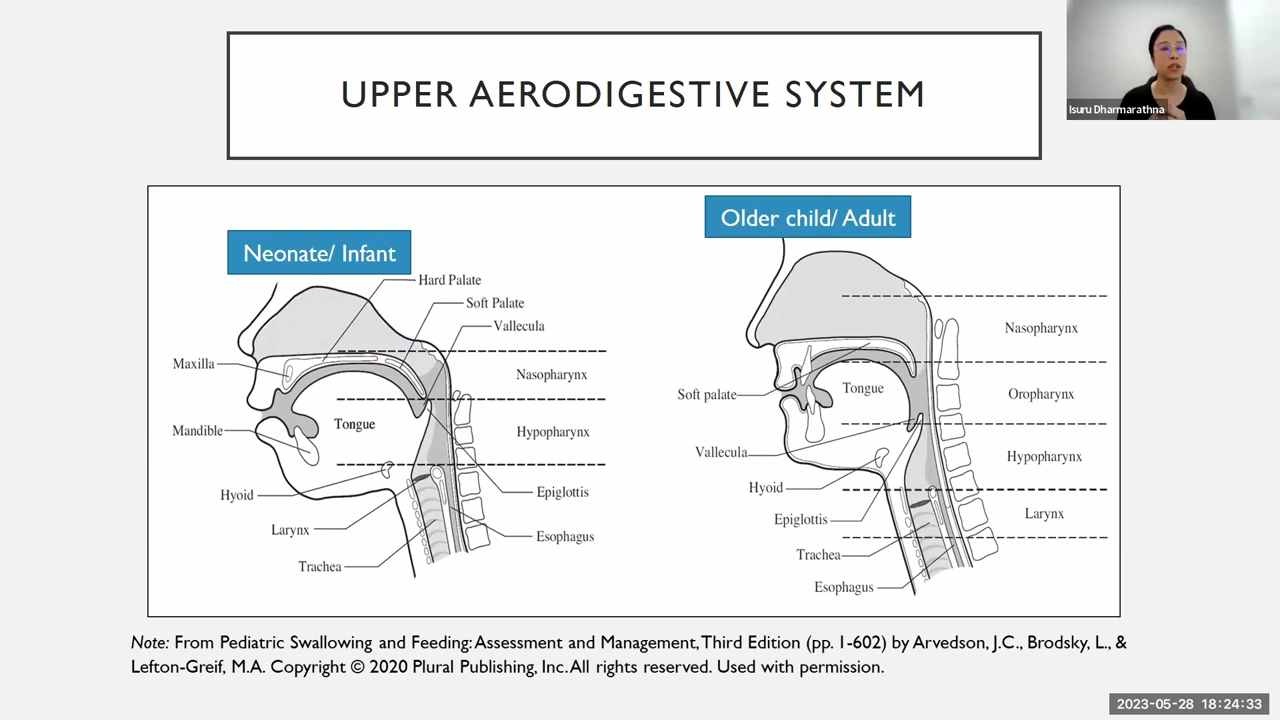 UPPER AERODIGESTIVE SYSTEM
Isuru Dharmarathna
Neonate/ Infant
Hard Palate
Soft Palate
Vallecula
Maxilla
Nasopharynx
Tongue
Mandible
Hypopharynx
Hyoid
Epiglottis
Larynx
Esophagus
Trachea
Older child/ Adult
Nasopharynx
Tongue
Soft palate
Oropharynx
Vallecula
Hypopharynx
Hyoid
Epiglottis
Larynx
Trachea
Esophagus
Note: From Pediatric Swallowing and Feeding: Assessment and Management, Third Edition (pp. 1-602) by Arvedson, J.C., Brodsky, L., &
Lefton-Greif, M.A. Copyright © 2020 Plural Publishing, Inc. All rights reserved. Used with permission.
2023-05-28 18:24:33